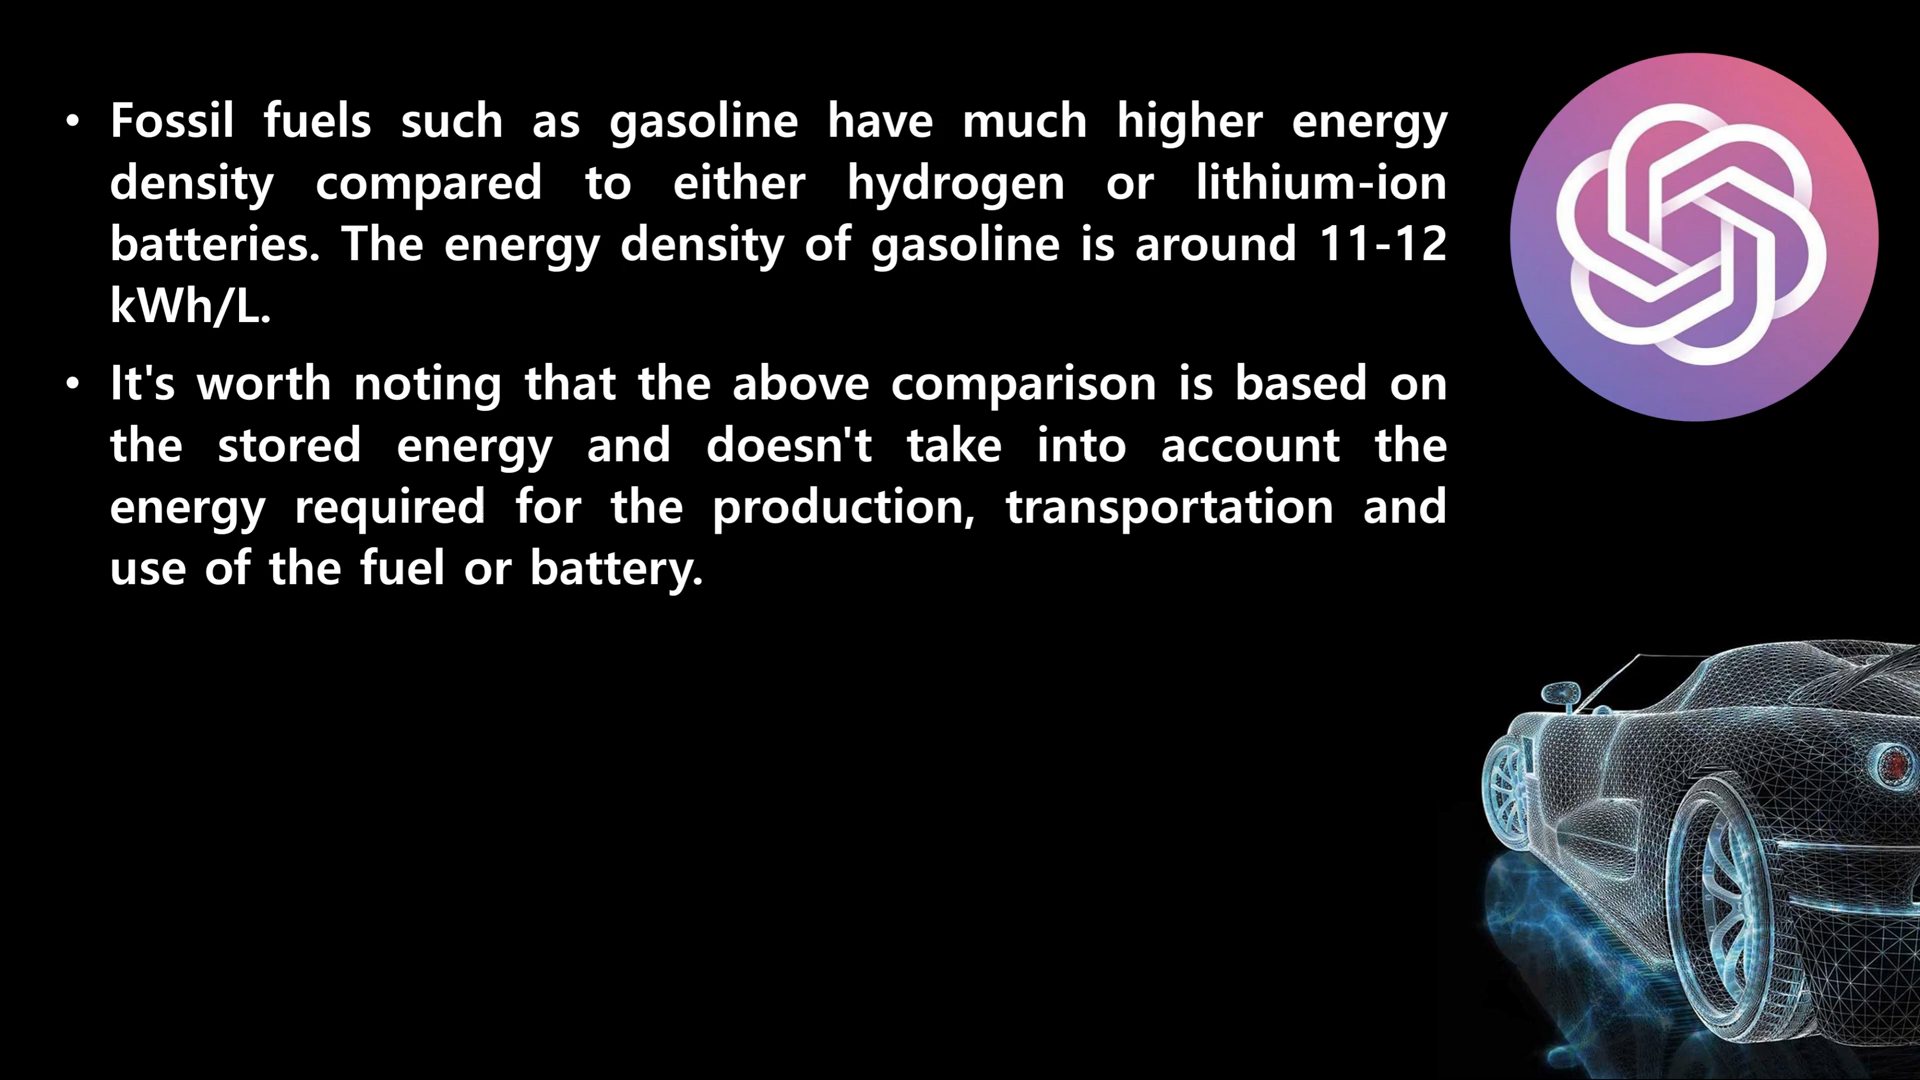 • Fossil fuels such as gasoline have much higher energy
density compared to either hydrogen or lithium-ion
batteries. The energy density of gasoline is around 11-12
kWh/L.
• It's worth noting that the above comparison is based on
the stored energy and doesn't take into account the
energy required for the production, transportation and
use of the fuel or battery.